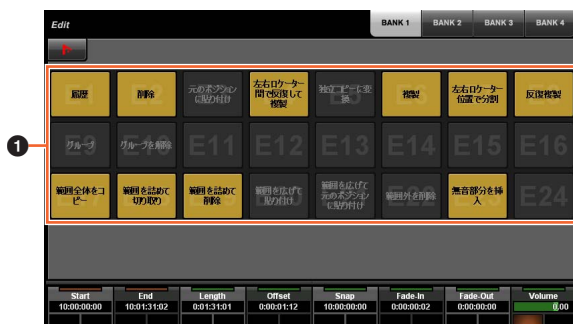 Edit
BANK 1 BANK 2 BANK 3 BANK 4
履歴 削除 元のポジションに貼り付け 左右ロケーター間で反復して複製 独立コピーに変換 複製 左右ロケーター位置で分割 反復複製
グループ グループを解除 E11 E12 E13 E14 E15 E16
E9 E10
範囲全体をコピー 範囲を詰めて切り取り 範囲を詰めて削除 範囲を広げて貼り付け 範囲を広げて元のポジションに貼り付け 範囲外を削除 無音部分を挿入 E24
❶
Start End Length Offset Snap Fade-In Fade-Out Volume
10:00:00:00 10:01:31:02 0:01:31:01 0:00:01:12 10:00:00:00 0:00:00:02 0:00:00:00 0.00